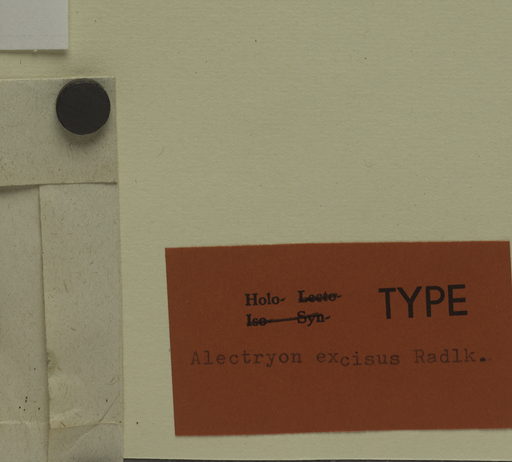 Holo- Lecto- TYPE
Iso- Syn-
Alectryon excisus Radlk.